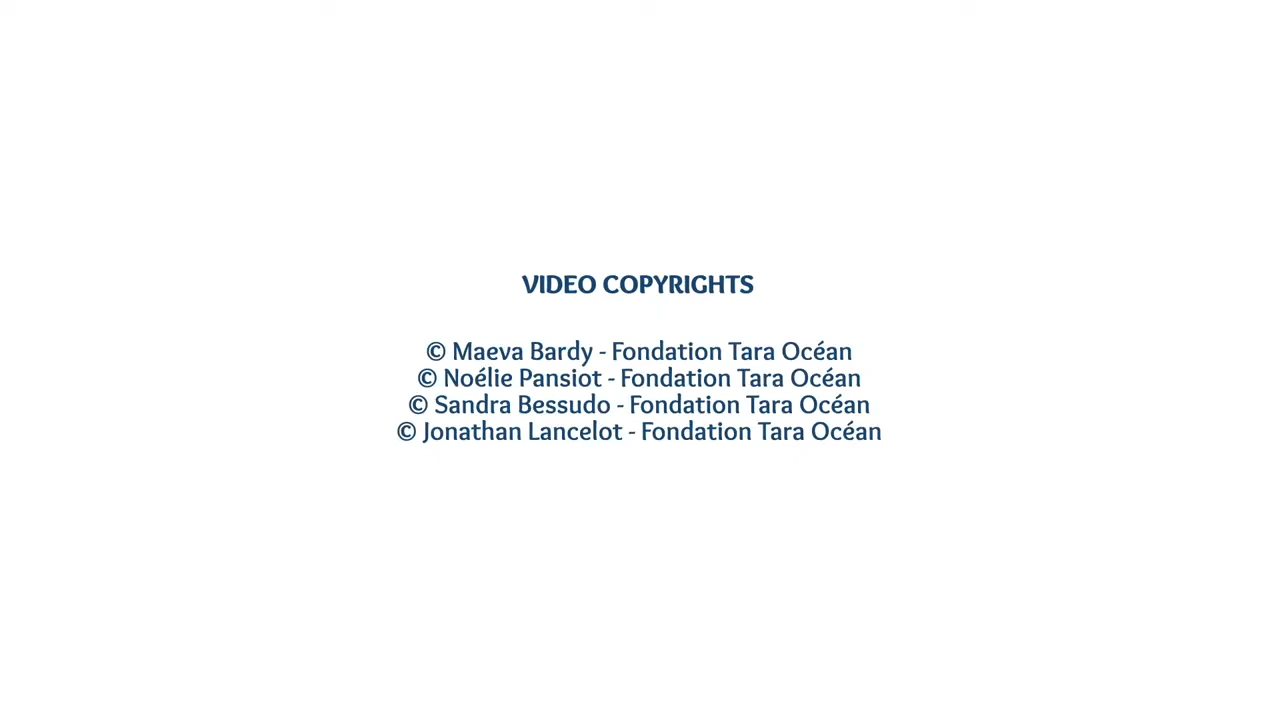 VIDEO COPYRIGHTS
© Maeva Bardy - Fondation Tara Océan
© Noélie Pansiot - Fondation Tara Océan
© Sandra Bessudo - Fondation Tara Océan
© Jonathan Lancelot - Fondation Tara Océan